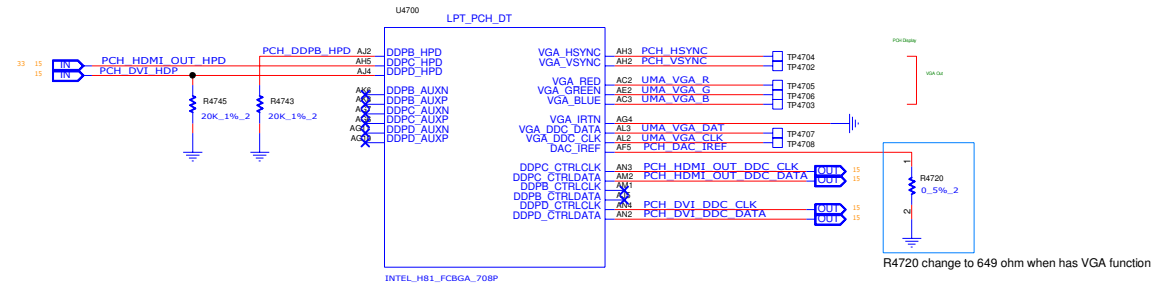 U4700
LPT_PCH_DT
PCH Display
VGA Out
PCH_DDPB_HPD AJ2 DDPB_HPD
33 15 IN PCH_HDMI_OUT_HPD AH5 DDPC_HPD
15 IN PCH_DVI_HDP AJ4 DDPD_HPD
R4745
20K_1%_2
R4743
20K_1%_2
DDPB_AUXN
DDPB_AUXP
DDPC_AUXN
DDPC_AUXP
DDPD_AUXN
DDPD_AUXP
VGA_HSYNC AH3 PCH_HSYNC TP4704
VGA_VSYNC AH2 PCH_VSYNC TP4702
VGA_RED AC2 UMA_VGA_R TP4705
VGA_GREEN AE2 UMA_VGA_G TP4706
VGA_BLUE AC3 UMA_VGA_B TP4703
VGA_IRTN AG4
VGA_DDC_DATA AL3 UMA_VGA_DAT TP4707
VGA_DDC_CLK AL2 UMA_VGA_CLK TP4708
DAC_IREF AF5 PCH_DAC_IREF
DDPC_CTRLCLK AN3 PCH_HDMI_OUT_DDC_CLK OUT 15
DDPC_CTRLDATA AM2 PCH_HDMI_OUT_DDC_DATA OUT 15
DDPB_CTRLCLK
DDPB_CTRLDATA
DDPD_CTRLCLK AN4 PCH_DVI_DDC_CLK OUT 15
DDPD_CTRLDATA AN2 PCH_DVI_DDC_DATA OUT 15
1
R4720
0_5%_2
2
INTEL_H81_FCBGA_708P
R4720 change to 649 ohm when has VGA function